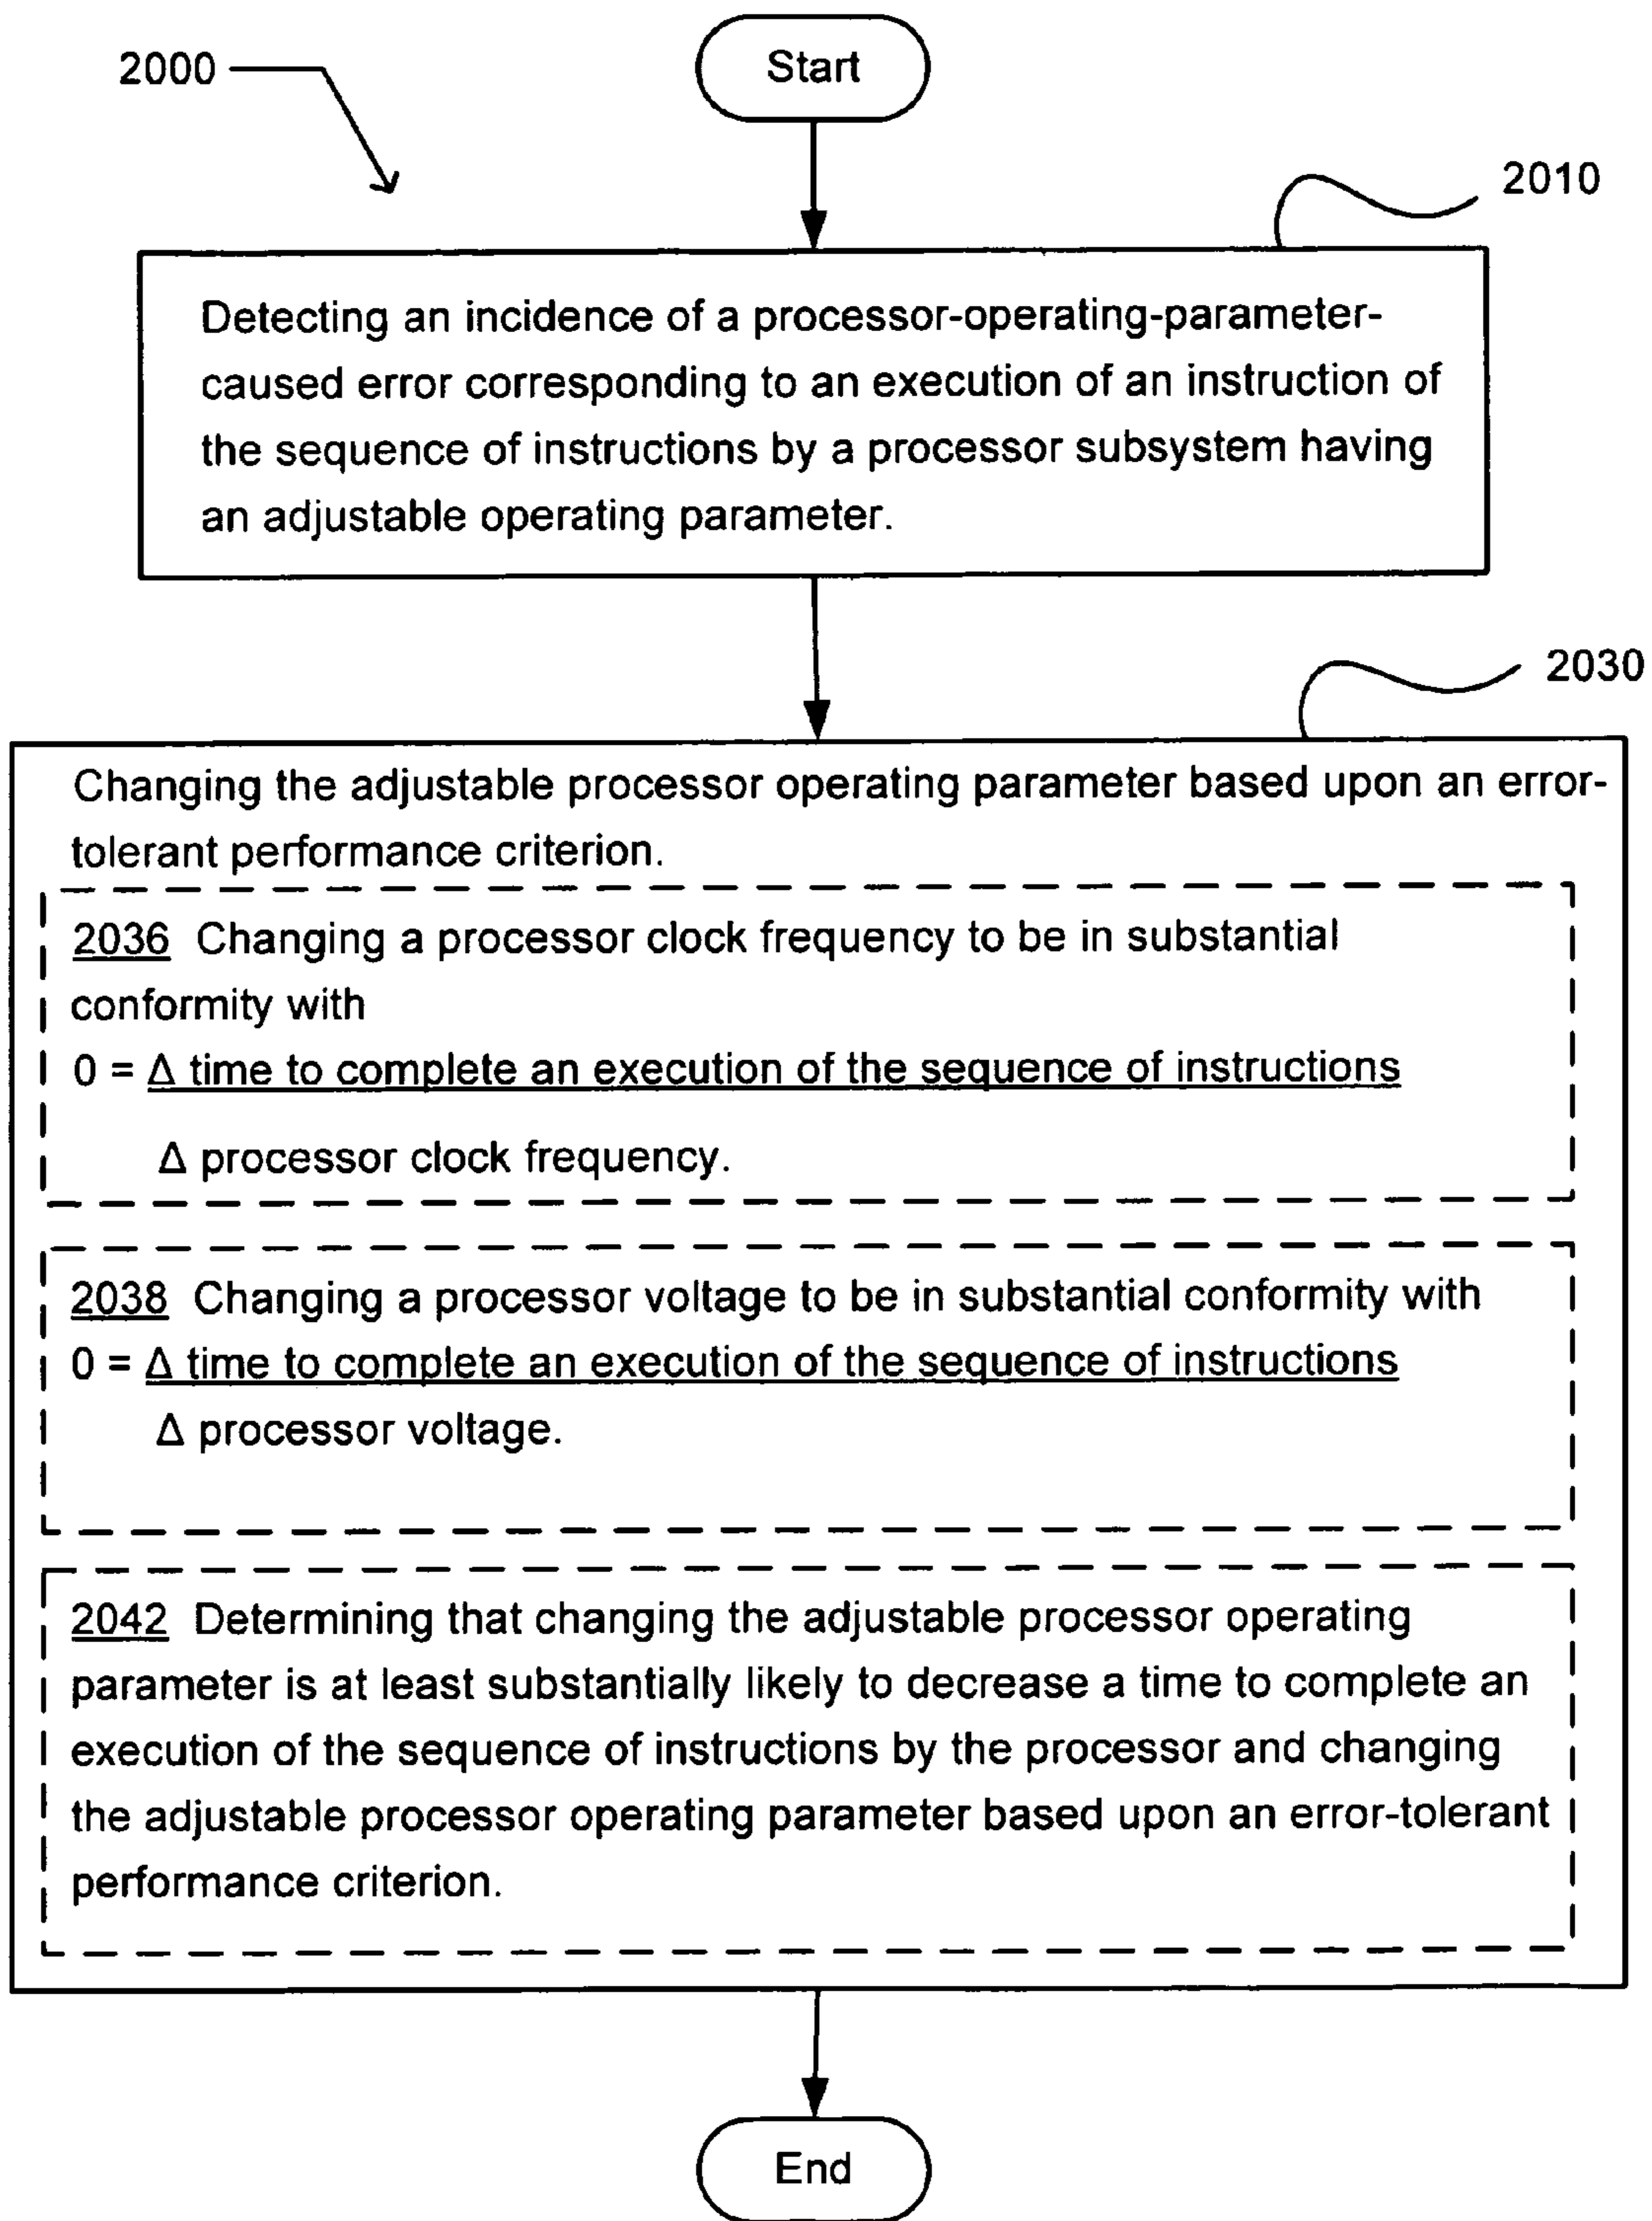 2000
Start
2010
Detecting an incidence of a processor-operating-parameter-
caused error corresponding to an execution of an instruction of
the sequence of instructions by a processor subsystem having
an adjustable operating parameter.
2030
Changing the adjustable processor operating parameter based upon an error-
tolerant performance criterion.
2036 Changing a processor clock frequency to be in substantial
conformity with
0 = Δ time to complete an execution of the sequence of instructions
Δ processor clock frequency.
2038 Changing a processor voltage to be in substantial conformity with
0 = Δ time to complete an execution of the sequence of instructions
Δ processor voltage.
2042 Determining that changing the adjustable processor operating
parameter is at least substantially likely to decrease a time to complete an
execution of the sequence of instructions by the processor and changing
the adjustable processor operating parameter based upon an error-tolerant
performance criterion.
End